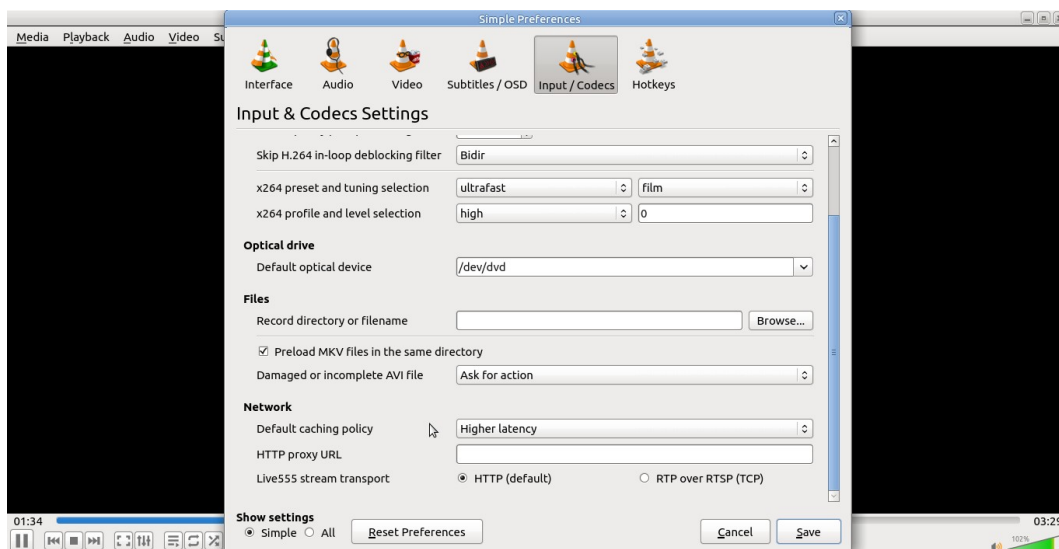 Simple Preferences
Media Playback Audio Video
Interface Audio Video Subtitles / OSD Input / Codecs Hotkeys
Input & Codecs Settings
Skip H.264 in-loop deblocking filter Bidir
x264 preset and tuning selection ultrafast film
x264 profile and level selection high 0
Optical drive
Default optical device /dev/dvd
Files
Record directory or filename Browse...
Preload MKV files in the same directory
Damaged or incomplete AVI file Ask for action
Network
Default caching policy Higher latency
HTTP proxy URL
Live555 stream transport HTTP (default) RTP over RTSP (TCP)
Show settings
Simple All Reset Preferences Cancel Save
01:34 03:29
102%